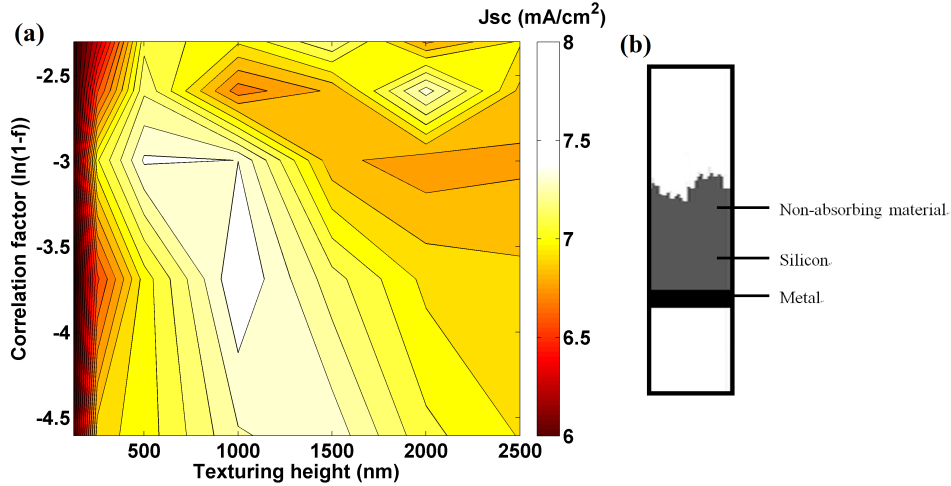 Jsc (mA/cm²)
(a)
(b)
8
7.5
7
6.5
6
-2.5
-3
-3.5
-4
-4.5
Correlation factor (ln(1-f))
500 1000 1500 2000 2500
Texturing height (nm)
Non-absorbing material
Silicon
Metal